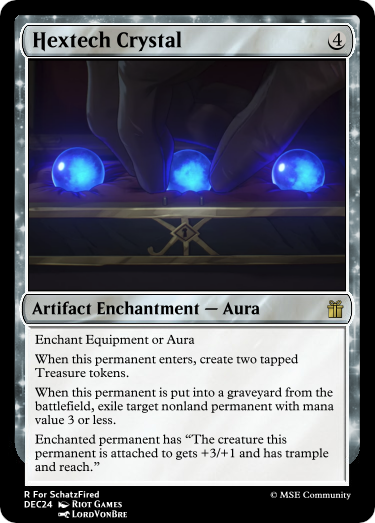 Hextech Crystal 4
Artifact Enchantment — Aura
Enchant Equipment or Aura
When this permanent enters, create two tapped
Treasure tokens.
When this permanent is put into a graveyard from the
battlefield, exile target nonland permanent with mana
value 3 or less.
Enchanted permanent has “The creature this
permanent is attached to gets +3/+1 and has trample
and reach.”
R For SchatzFired
DEC24 Riot Games
LordVonBre
© MSE Community